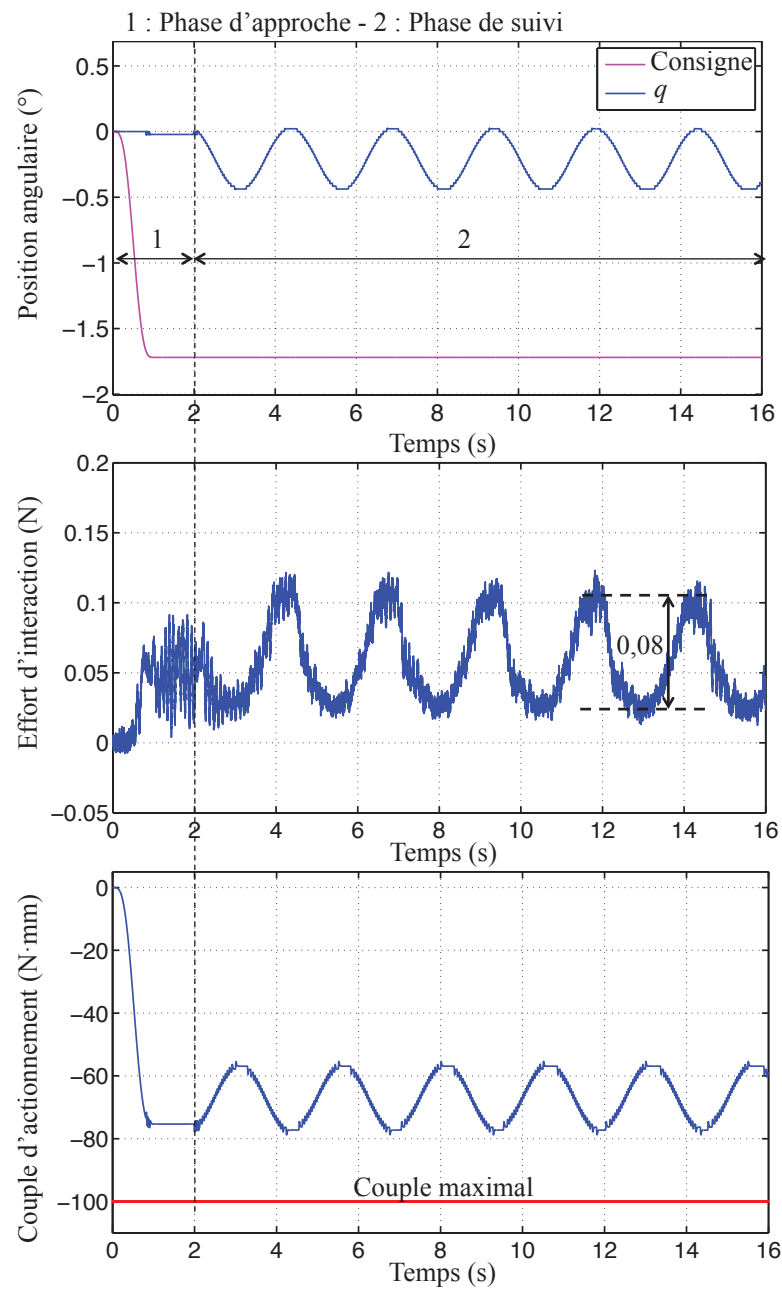 1 : Phase d’approche - 2 : Phase de suivi
Position angulaire (°)
0.5
0
−0.5
−1
−1.5
−2
Consigne
q
1
2
0 2 4 6 8 10 12 14 16
Temps (s)
Effort d’interaction (N)
0.2
0.15
0.1
0.05
0
−0.05
0,08
0 2 4 6 8 10 12 14 16
Temps (s)
Couple d’actionnement (N·mm)
0
−20
−40
−60
−80
−100
Couple maximal
0 2 4 6 8 10 12 14 16
Temps (s)